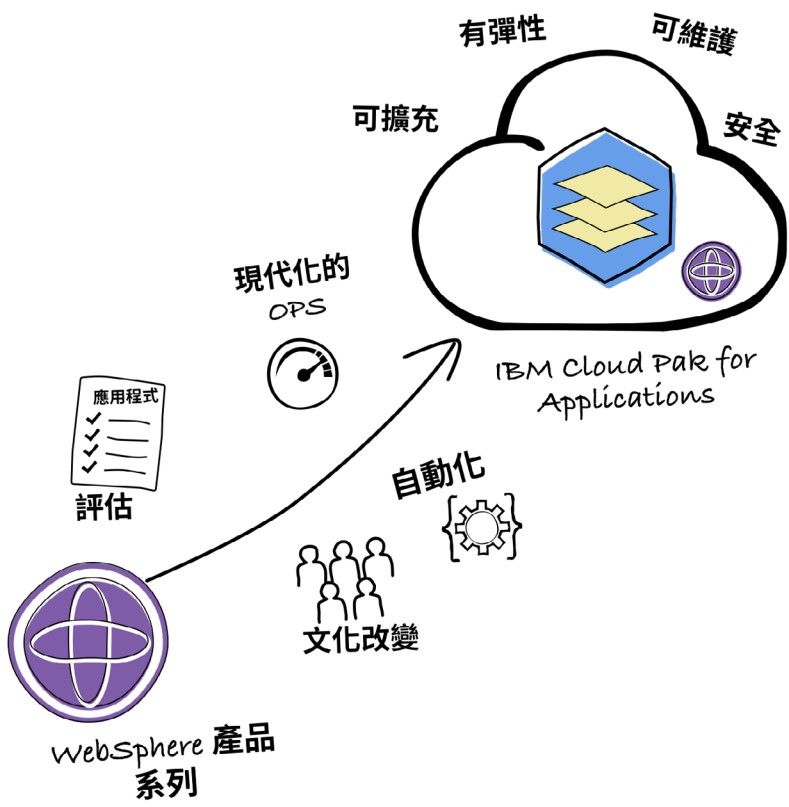 有彈性
可維護
可擴充
安全
現代化的
OPS
IBM Cloud Pak for
Applications
應用程式
評估
自動化
文化改變
WebSphere 產品
系列